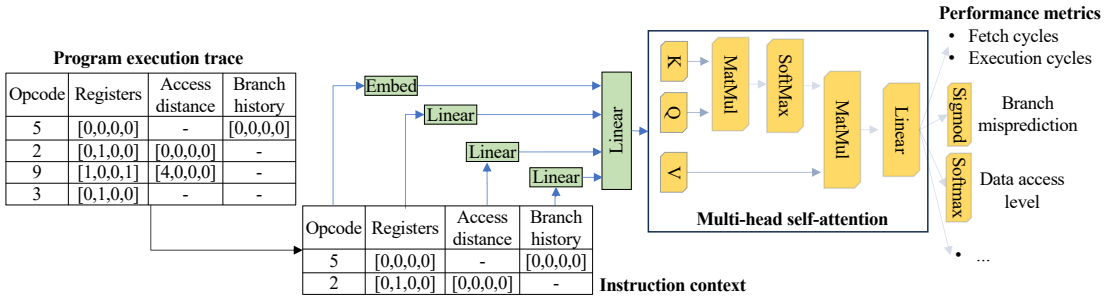 Program execution trace
Opcode Registers Access distance Branch history
5 [0,0,0,0] - [0,0,0,0]
2 [0,1,0,0] [0,0,0,0] -
9 [1,0,0,1] [4,0,0,0] -
3 [0,1,0,0] - -
Embed
Linear
Linear
Linear
Linear
Opcode Registers Access distance Branch history
5 [0,0,0,0] - [0,0,0,0]
2 [0,1,0,0] [0,0,0,0] -
Instruction context
K
Q
V
MatMul
SoftMax
MatMul
Linear
Multi-head self-attention
Performance metrics
• Fetch cycles
• Execution cycles
Sigmod
Branch
misprediction
Softmax
Data access
level
• ...